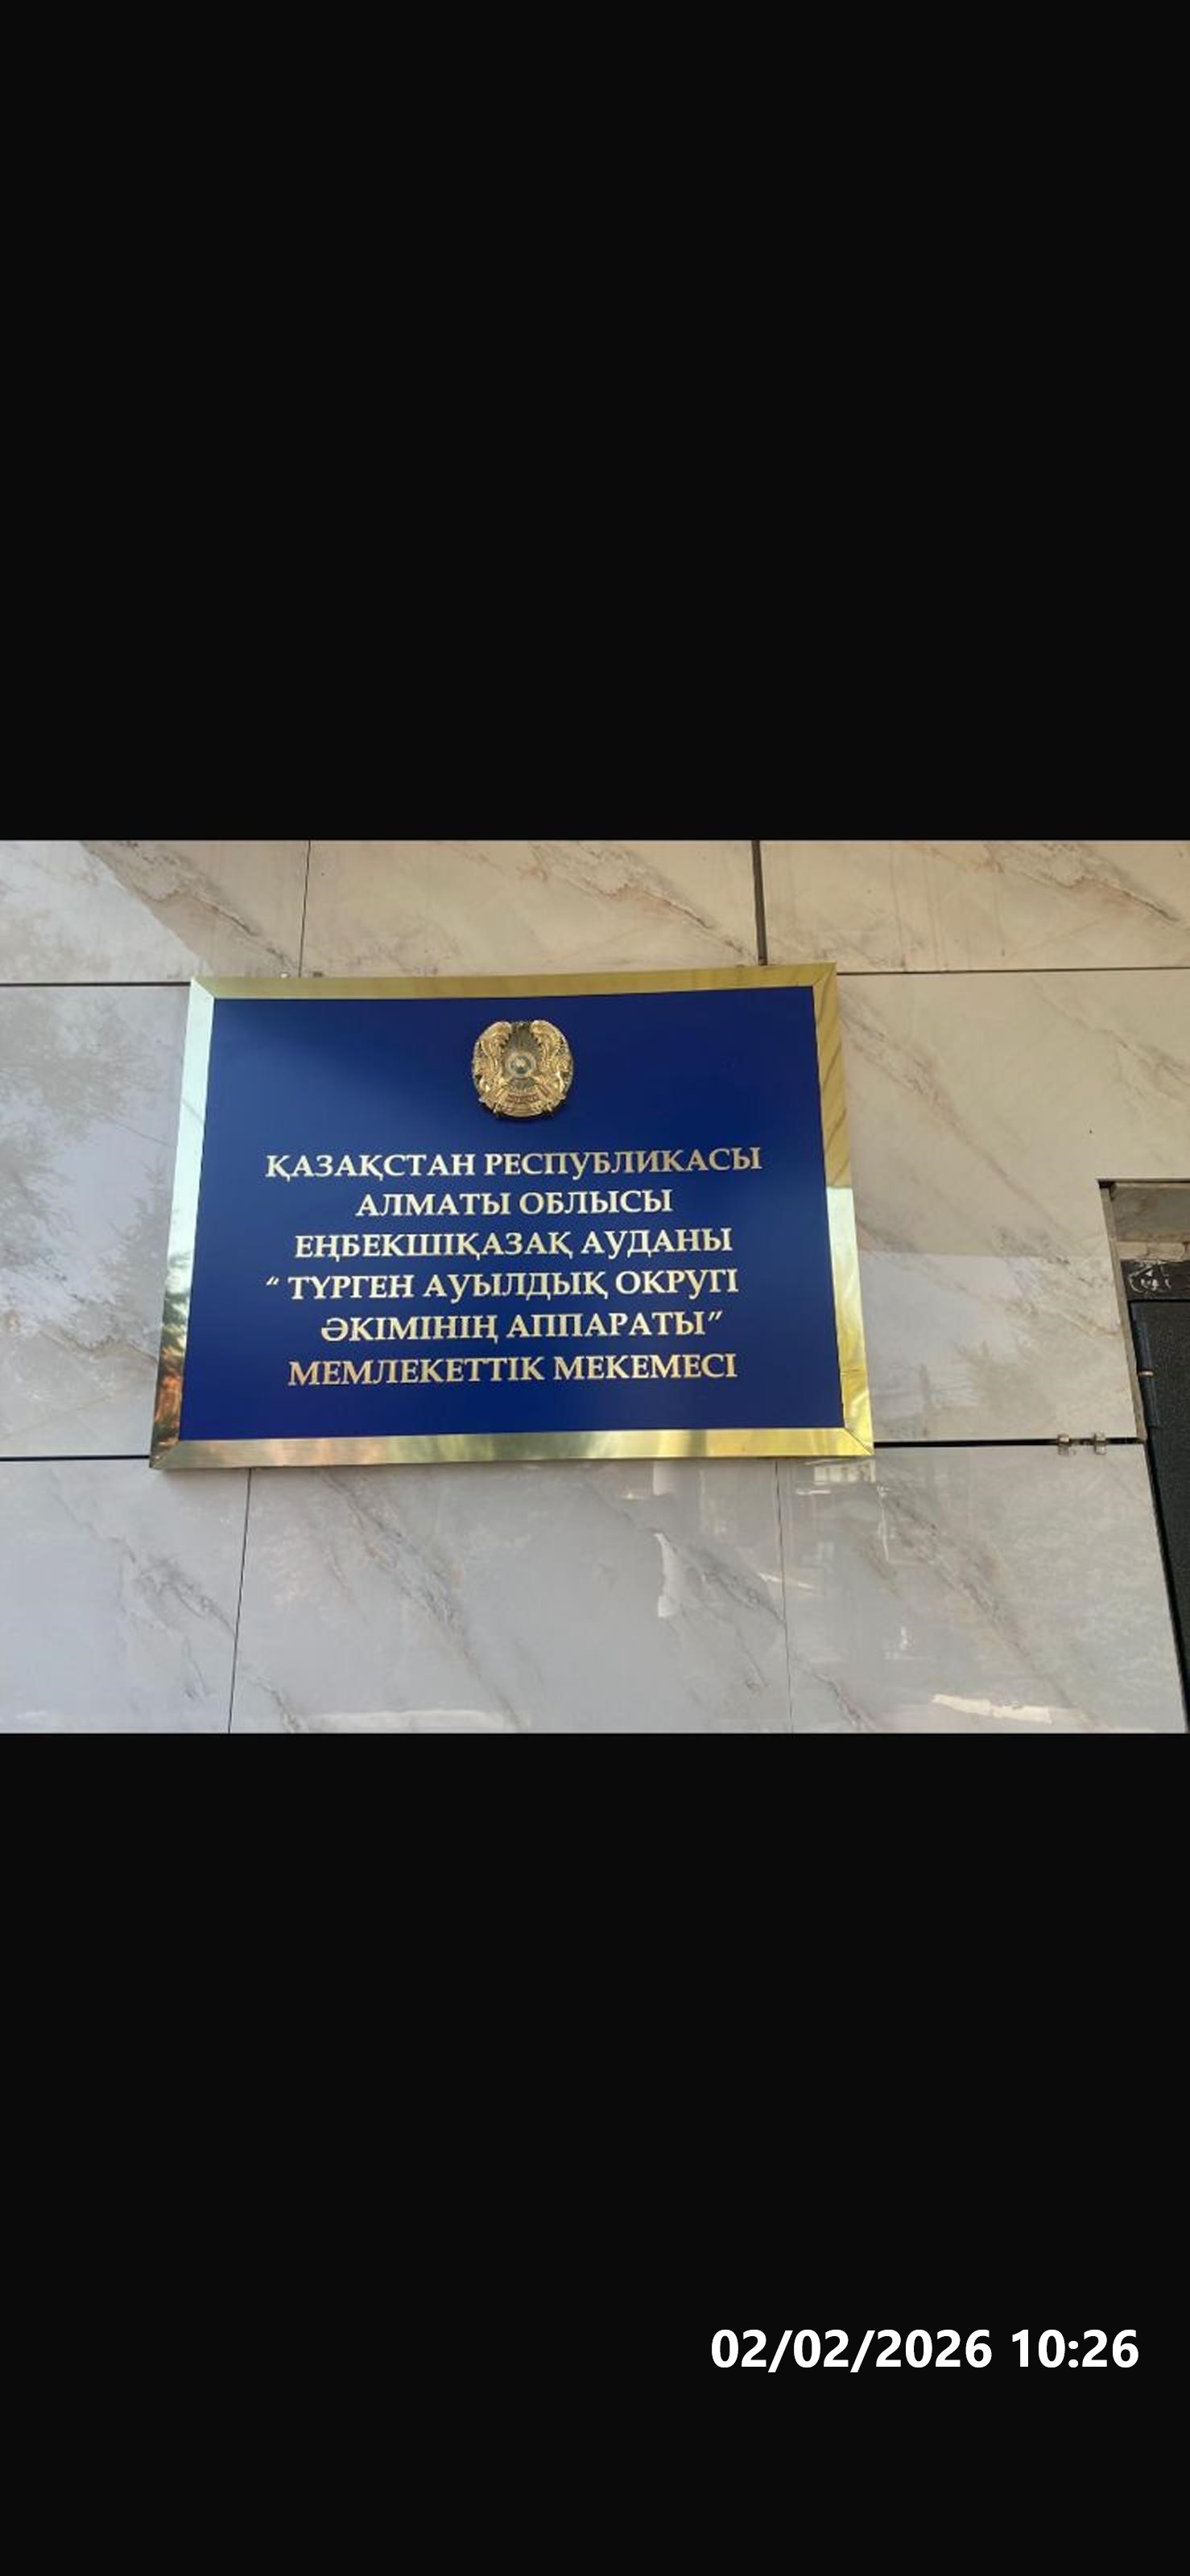 ҚАЗАҚСТАН РЕСПУБЛИКАСЫ
АЛМАТЫ ОБЛЫСЫ
ЕҢБЕКШІҚАЗАҚ АУДАНЫ
“ ТҮРГЕН АУЫЛДЫҚ ОКРУГІ
ӘКІМІНІҢ АППАРАТЫ”
МЕМЛЕКЕТТІК МЕКЕМЕСІ
02/02/2026 10:26